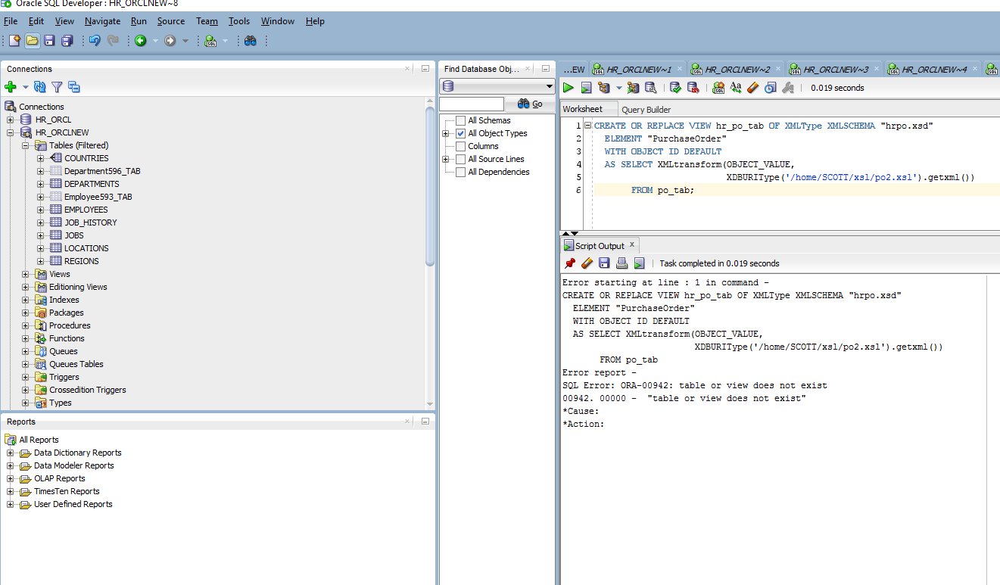 Oracle SQL Developer : HR_ORCLNEW~8
File Edit View Navigate Run Source Team Tools Window Help
Connections
Connections
HR_ORCL
HR_ORCLNEW
Tables (Filtered)
COUNTRIES
Department596_TAB
DEPARTMENTS
Employee593_TAB
EMPLOYEES
JOB_HISTORY
JOBS
LOCATIONS
REGIONS
Views
Editioning Views
Indexes
Packages
Procedures
Functions
Queues
Queues Tables
Triggers
Crossedition Triggers
Types
Reports
All Reports
Data Dictionary Reports
Data Modeler Reports
OLAP Reports
TimesTen Reports
User Defined Reports
Find Database Obj...
Go
All Schemas
All Object Types
Columns
All Source Lines
All Dependencies
...EW HR_ORCLNEW~1 HR_ORCLNEW~2 HR_ORCLNEW~3 HR_ORCLNEW~4
0.019 seconds
Worksheet Query Builder
1 CREATE OR REPLACE VIEW hr_po_tab OF XMLType XMLSCHEMA "hrpo.xsd"
2 ELEMENT "PurchaseOrder"
3 WITH OBJECT ID DEFAULT
4 AS SELECT XMLtransform(OBJECT_VALUE,
5 XDBURIType('/home/SCOTT/xsl/po2.xsl').getxml())
6 FROM po_tab;
Script Output x
Task completed in 0.019 seconds
Error starting at line : 1 in command -
CREATE OR REPLACE VIEW hr_po_tab OF XMLType XMLSCHEMA "hrpo.xsd"
ELEMENT "PurchaseOrder"
WITH OBJECT ID DEFAULT
AS SELECT XMLtransform(OBJECT_VALUE,
XDBURIType('/home/SCOTT/xsl/po2.xsl').getxml())
FROM po_tab
Error report -
SQL Error: ORA-00942: table or view does not exist
00942. 00000 - "table or view does not exist"
*Cause:
*Action: